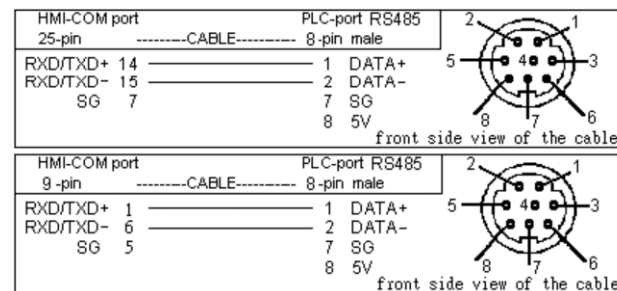 HMI-COM port PLC-port RS485
25-pin --------CABLE-------- 8-pin male
RXD/TXD+ 14 1 DATA+
RXD/TXD- 15 2 DATA-
SG 7 7 SG
8 5V
2 1
5 4 3
8 7 6
front side view of the cable
HMI-COM port PLC-port RS485
9-pin --------CABLE-------- 8-pin male
RXD/TXD+ 1 1 DATA+
RXD/TXD- 6 2 DATA-
SG 5 7 SG
8 5V
2 1
5 4 3
8 7 6
front side view of the cable